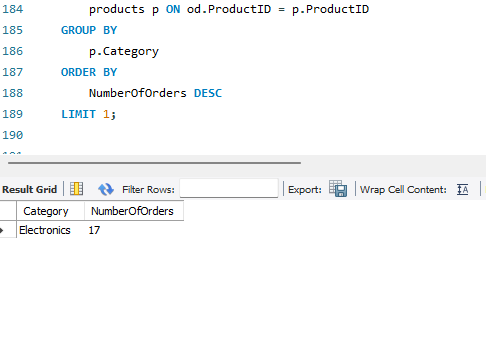 184 products p ON od.ProductID = p.ProductID
185 GROUP BY
186 p.Category
187 ORDER BY
188 NumberOfOrders DESC
189 LIMIT 1;
190
Result Grid Filter Rows: Export: Wrap Cell Content: IA
Category NumberOfOrders
Electronics 17